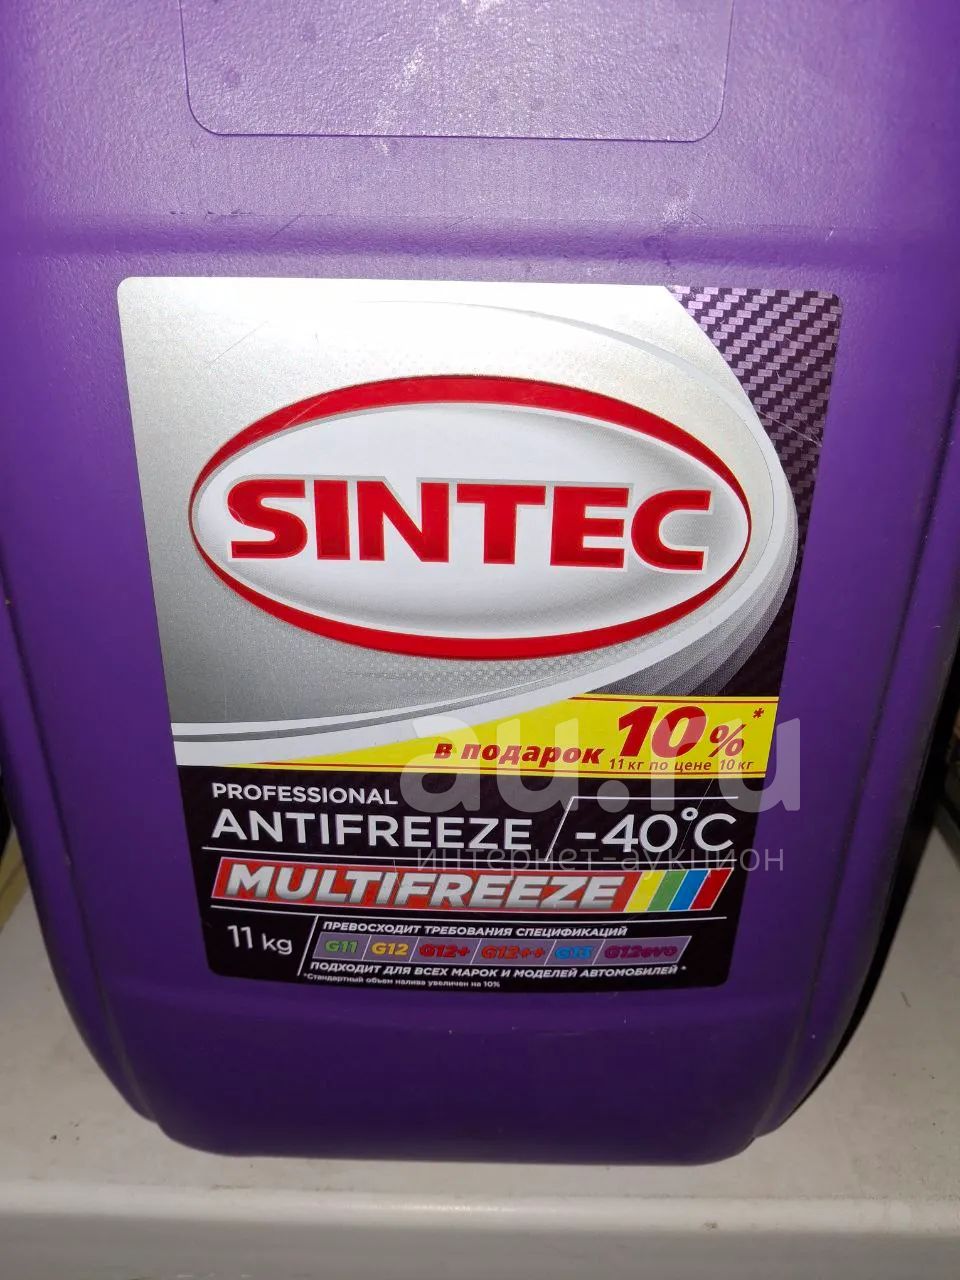 SINTEC
в подарок 10%*
11 кг по цене 10 кг
au.ru
интернет-аукцион
PROFESSIONAL
ANTIFREEZE -40°C
MULTIFREEZE
11 kg
ПРЕВОСХОДИТ ТРЕБОВАНИЯ СПЕЦИФИКАЦИЙ
G11 G12 G12+ G12++ G13 G12evo
ПОДХОДИТ ДЛЯ ВСЕХ МАРОК И МОДЕЛЕЙ АВТОМОБИЛЕЙ*
*Стандартный объем налива увеличен на 10%